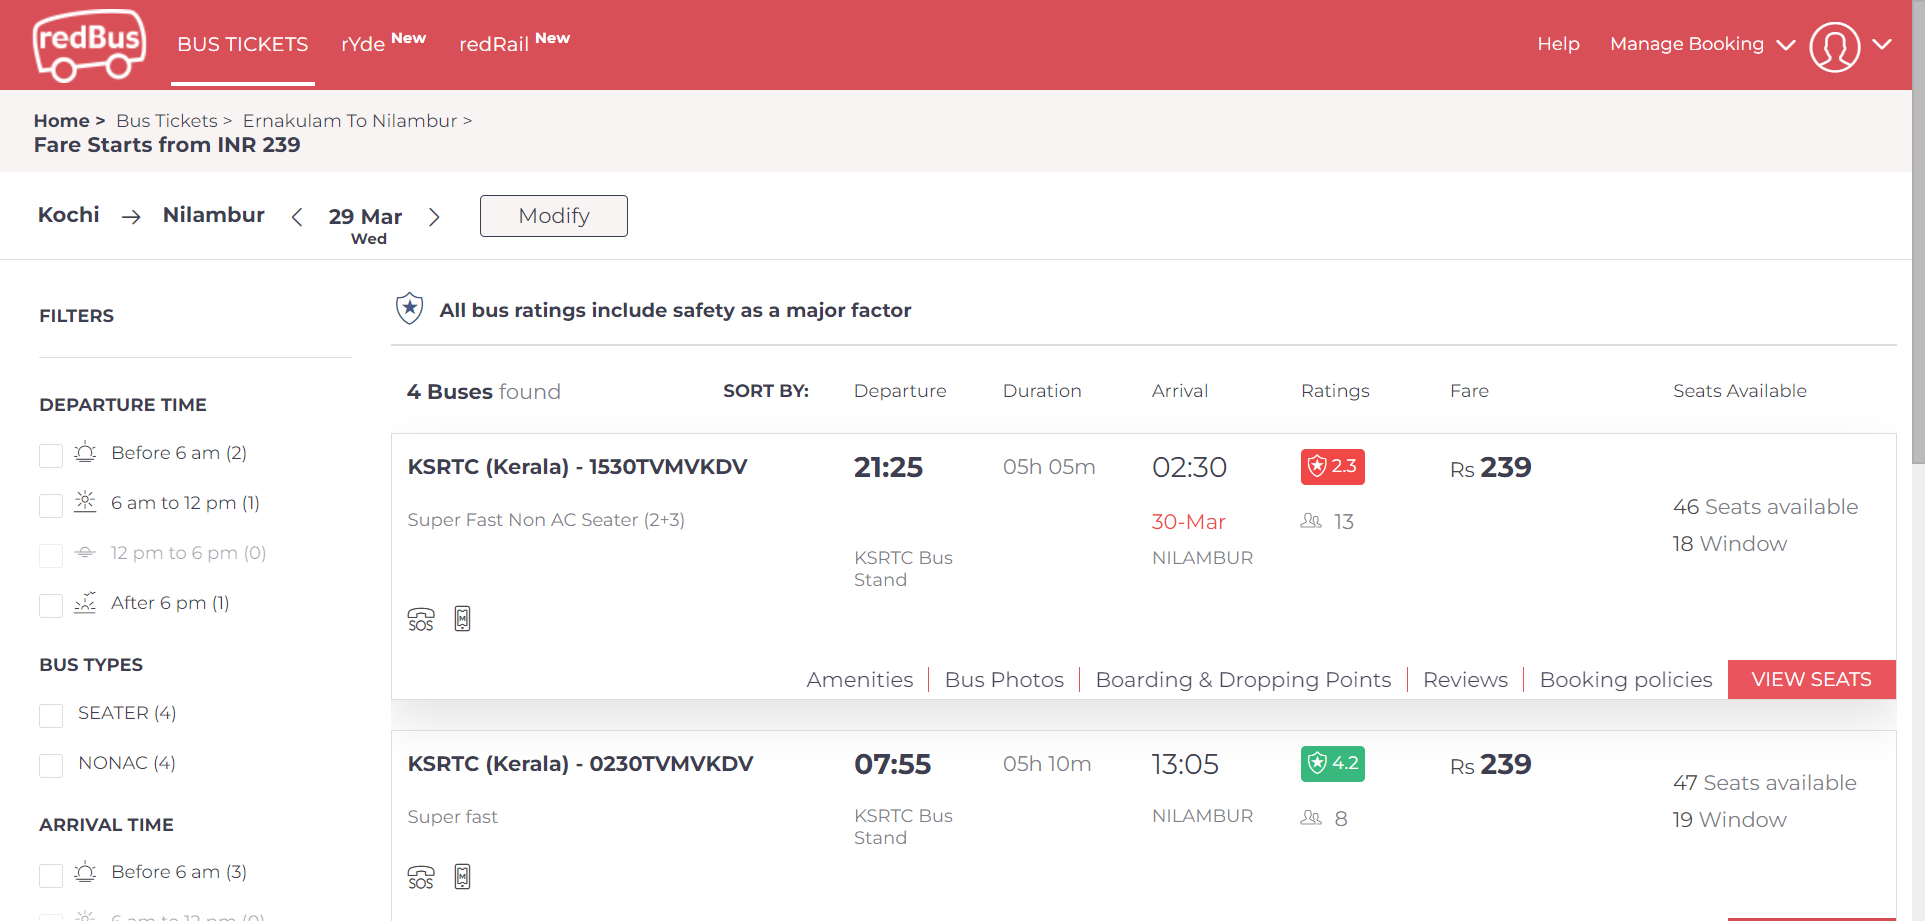 redBus
BUS TICKETS
rYde New
redRail New
Help
Manage Booking
Home > Bus Tickets > Ernakulam To Nilambur >
Fare Starts from INR 239
Kochi → Nilambur < 29 Mar >
Wed
Modify
FILTERS
DEPARTURE TIME
Before 6 am (2)
6 am to 12 pm (1)
12 pm to 6 pm (0)
After 6 pm (1)
BUS TYPES
SEATER (4)
NONAC (4)
ARRIVAL TIME
Before 6 am (3)
6 am to 12 pm (0)
All bus ratings include safety as a major factor
4 Buses found SORT BY: Departure Duration Arrival Ratings Fare Seats Available
KSRTC (Kerala) - 1530TVMVKDV 21:25 05h 05m 02:30 2.3 Rs 239
46 Seats available
Super Fast Non AC Seater (2+3) 30-Mar 13
18 Window
KSRTC Bus
Stand
NILAMBUR
SOS M
Amenities Bus Photos Boarding & Dropping Points Reviews Booking policies VIEW SEATS
KSRTC (Kerala) - 0230TVMVKDV 07:55 05h 10m 13:05 4.2 Rs 239
47 Seats available
Super fast
KSRTC Bus
Stand
NILAMBUR
8
19 Window
SOS M